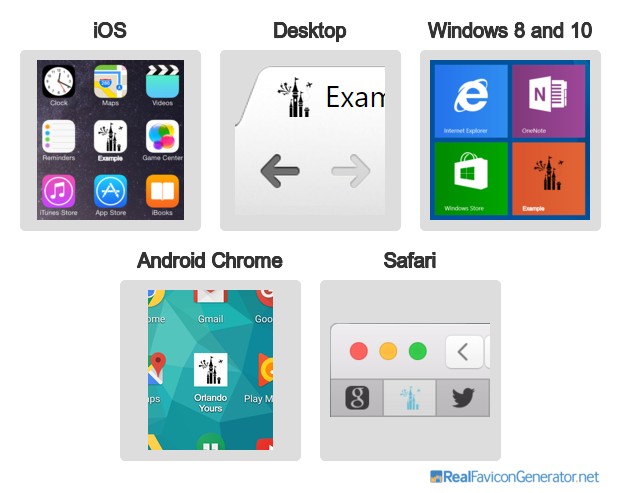 iOS
Desktop
Windows 8 and 10
Clock
Maps
Videos
Reminders
Example
Game Center
iTunes Store
App Store
iBooks
Exam
Internet Explorer
OneNote
Windows Store
Example
Android Chrome
Safari
ome
Gmail
Goo
aps
Orlando
Yours
Play M
RealFaviconGenerator.net